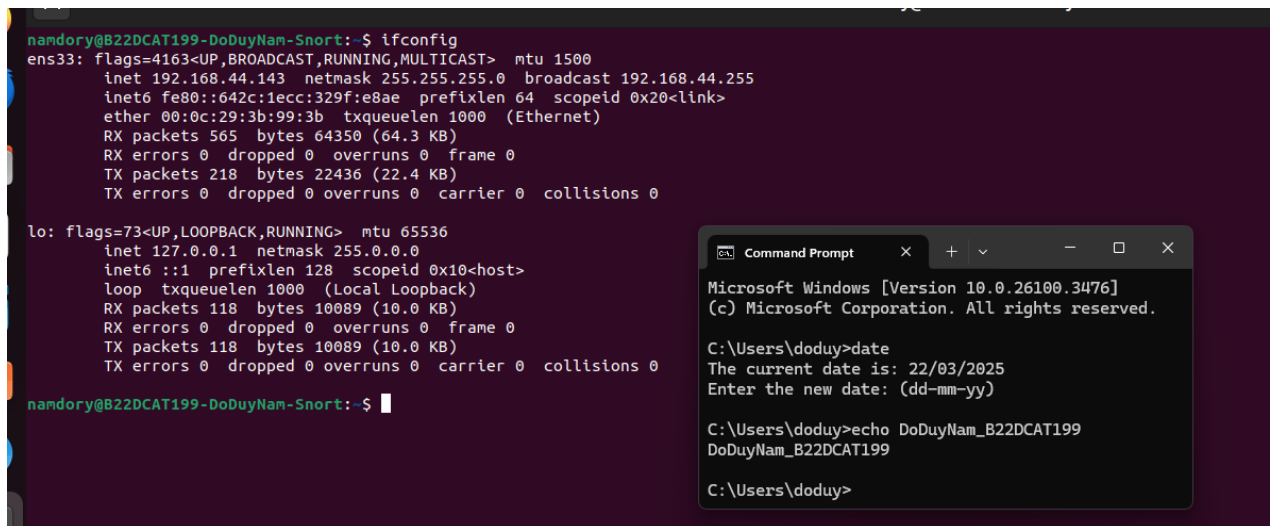 namdory@B22DCAT199-DoDuyNam-Snort:~$ ifconfig
ens33: flags=4163<UP,BROADCAST,RUNNING,MULTICAST>  mtu 1500
        inet 192.168.44.143  netmask 255.255.255.0  broadcast 192.168.44.255
        inet6 fe80::642c:1ecc:329f:e8ae  prefixlen 64  scopeid 0x20<link>
        ether 00:0c:29:3b:99:3b  txqueuelen 1000  (Ethernet)
        RX packets 565  bytes 64350 (64.3 KB)
        RX errors 0  dropped 0  overruns 0  frame 0
        TX packets 218  bytes 22436 (22.4 KB)
        TX errors 0  dropped 0 overruns 0  carrier 0  collisions 0

lo: flags=73<UP,LOOPBACK,RUNNING>  mtu 65536
        inet 127.0.0.1  netmask 255.0.0.0
        inet6 ::1  prefixlen 128  scopeid 0x10<host>
        loop  txqueuelen 1000  (Local Loopback)
        RX packets 118  bytes 10089 (10.0 KB)
        RX errors 0  dropped 0  overruns 0  frame 0
        TX packets 118  bytes 10089 (10.0 KB)
        TX errors 0  dropped 0 overruns 0  carrier 0  collisions 0

namdory@B22DCAT199-DoDuyNam-Snort:~$
Command Prompt
Microsoft Windows [Version 10.0.26100.3476]
(c) Microsoft Corporation. All rights reserved.

C:\Users\doduy>date
The current date is: 22/03/2025
Enter the new date: (dd-mm-yy)

C:\Users\doduy>echo DoDuyNam_B22DCAT199
DoDuyNam_B22DCAT199

C:\Users\doduy>